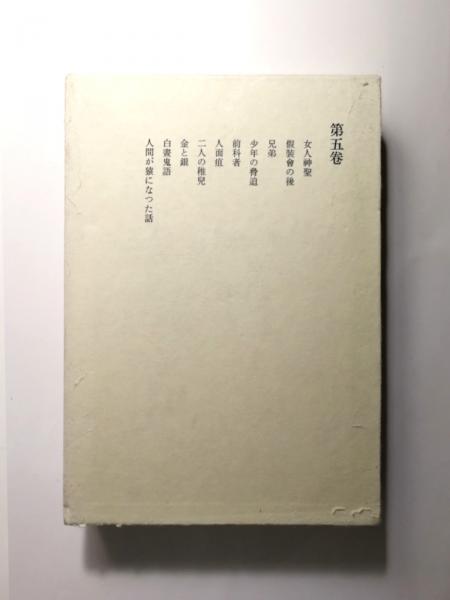 第五卷
女人神聖
假裝會の後
兄弟
少年の脅迫
前科者
人面疽
二人の稚兒
金と銀
白晝鬼語
人間が猿になつた話